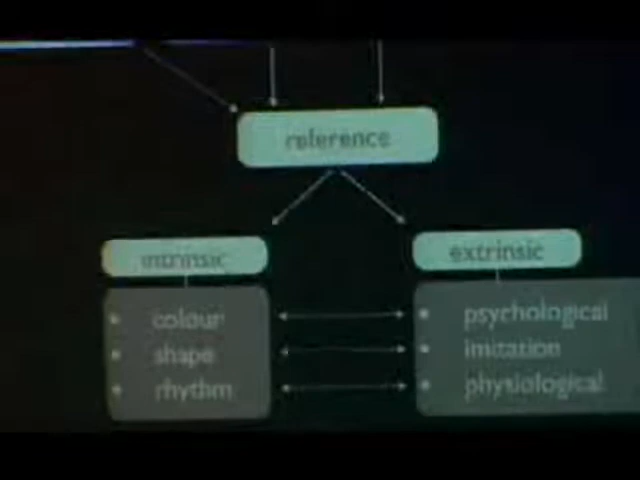 reference
intrinsic
extrinsic
colour
psychological
shape
imitation
rhythm
physiological